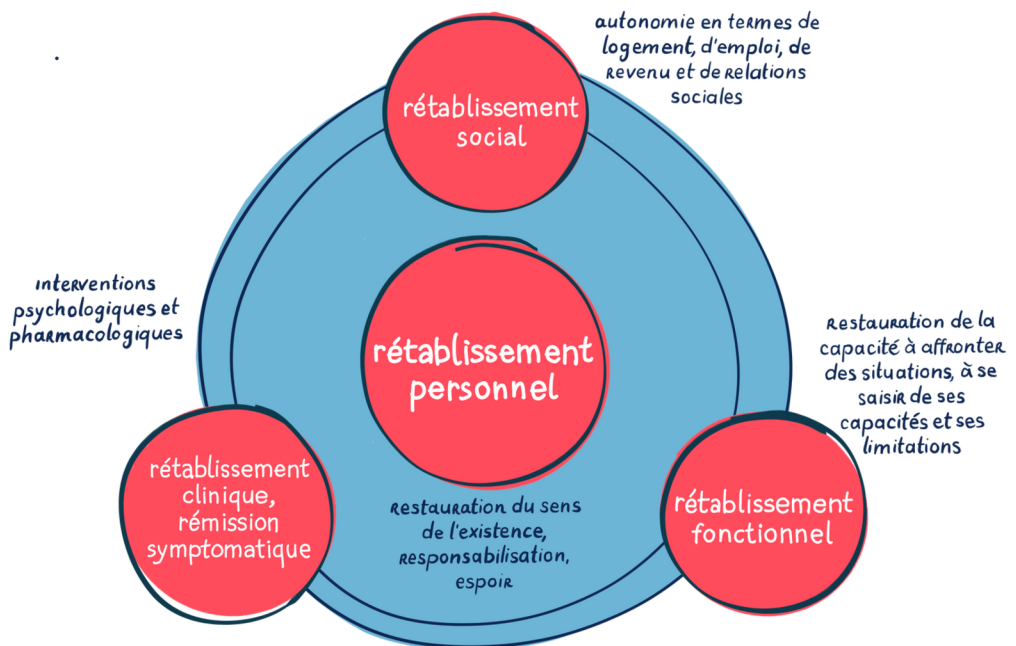 autonomie en termes de
logement, d'emploi, de
revenu et de relations
sociales
rétablissement
social
interventions
psychologiques et
pharmacologiques
rétablissement
personnel
Restauration de la
capacité à affronter
des situations, à se
saisir de ses
capacités et ses
limitations
rétablissement
clinique,
rémission
symptomatique
Restauration du sens
de l'existence,
responsabilisation,
espoir
rétablissement
fonctionnel